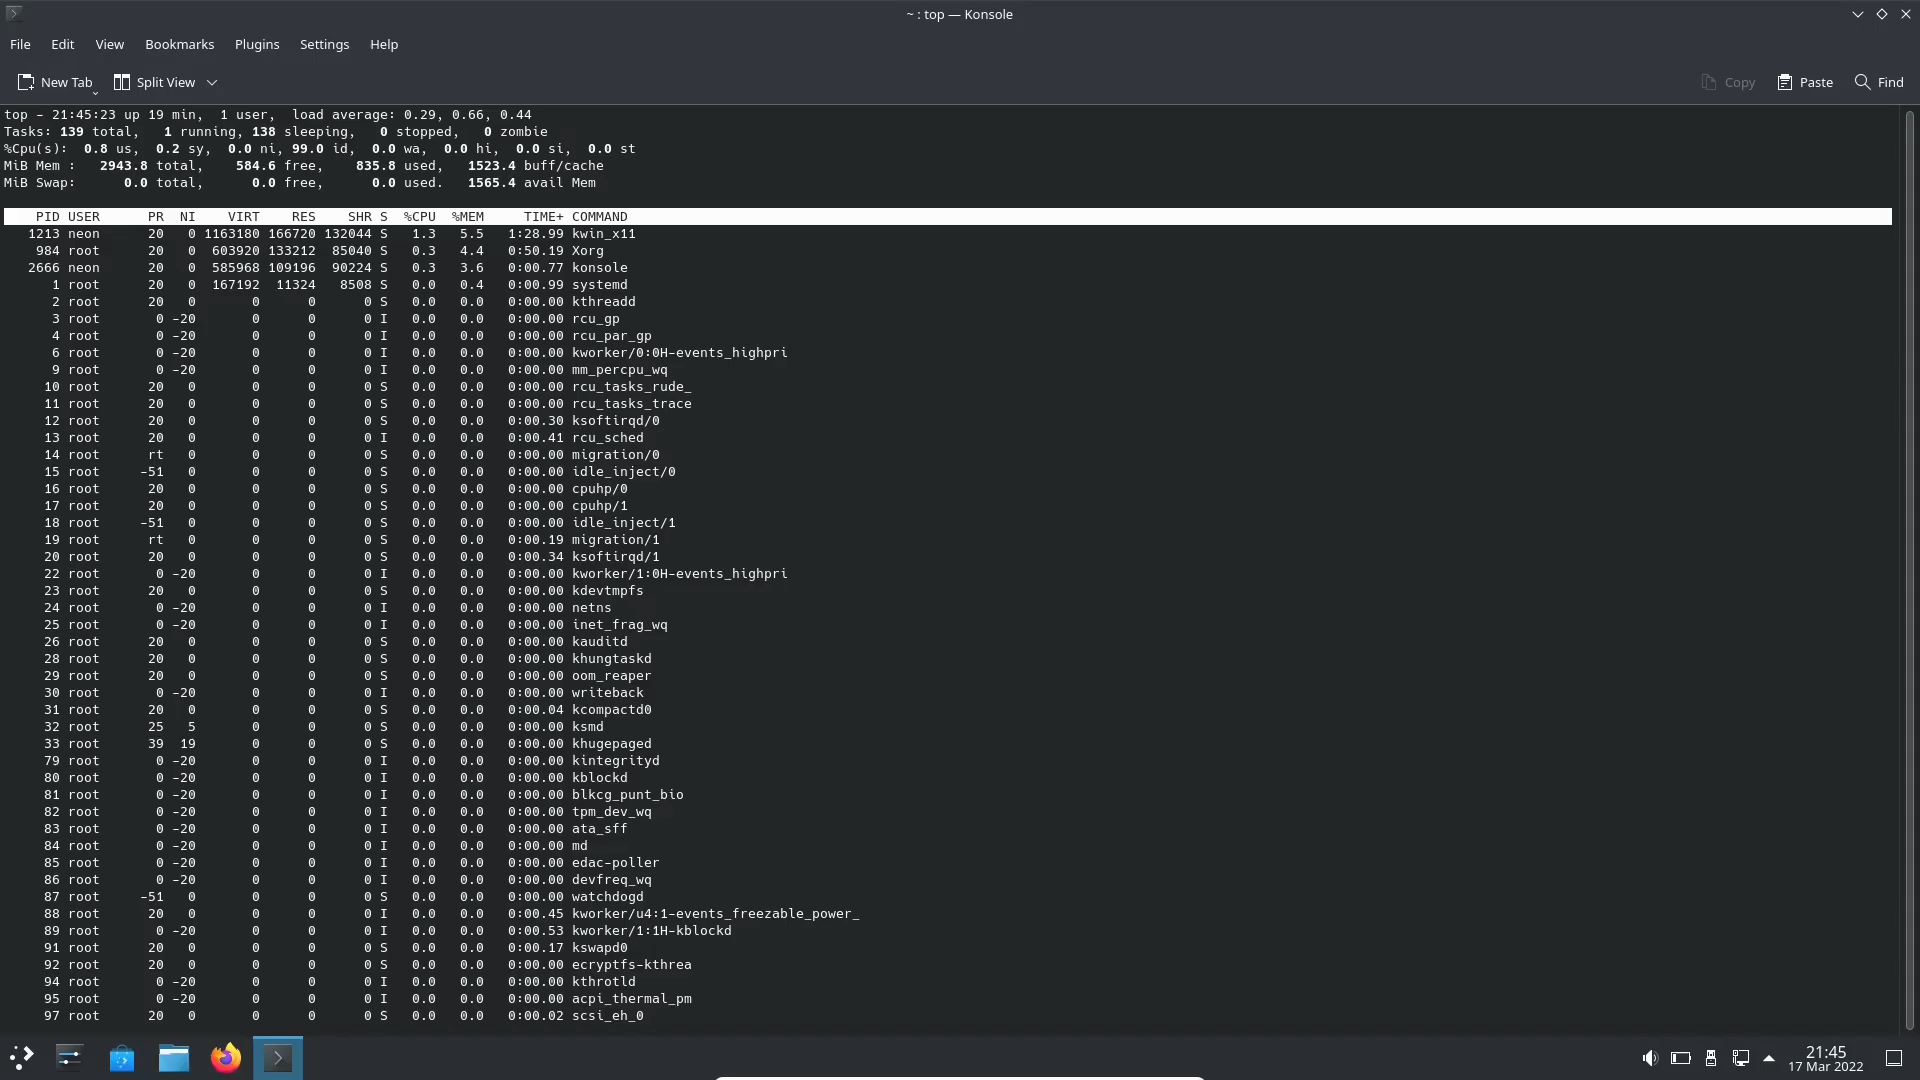 ~ : top — Konsole
File Edit View Bookmarks Plugins Settings Help
New Tab Split View Copy Paste Find
top - 21:45:23 up 19 min,  1 user,  load average: 0.29, 0.66, 0.44
Tasks: 139 total,   1 running, 138 sleeping,   0 stopped,   0 zombie
%Cpu(s):  0.8 us,  0.2 sy,  0.0 ni, 99.0 id,  0.0 wa,  0.0 hi,  0.0 si,  0.0 st
MiB Mem :   2943.8 total,    584.6 free,    835.8 used,   1523.4 buff/cache
MiB Swap:      0.0 total,      0.0 free,      0.0 used.   1565.4 avail Mem
PID USER      PR  NI    VIRT    RES    SHR S  %CPU  %MEM     TIME+ COMMAND
1213 neon      20   0 1163180 166720 132044 S   1.3   5.5   1:28.99 kwin_x11
984 root      20   0  603920 133212  85040 S   0.3   4.4   0:50.19 Xorg
2666 neon      20   0  585968 109196  90224 S   0.3   3.6   0:00.77 konsole
1 root      20   0  167192  11324   8508 S   0.0   0.4   0:00.99 systemd
2 root      20   0       0      0      0 S   0.0   0.0   0:00.00 kthreadd
3 root       0 -20       0      0      0 I   0.0   0.0   0:00.00 rcu_gp
4 root       0 -20       0      0      0 I   0.0   0.0   0:00.00 rcu_par_gp
6 root       0 -20       0      0      0 I   0.0   0.0   0:00.00 kworker/0:0H-events_highpri
9 root       0 -20       0      0      0 I   0.0   0.0   0:00.00 mm_percpu_wq
10 root      20   0       0      0      0 S   0.0   0.0   0:00.00 rcu_tasks_rude_
11 root      20   0       0      0      0 S   0.0   0.0   0:00.00 rcu_tasks_trace
12 root      20   0       0      0      0 S   0.0   0.0   0:00.30 ksoftirqd/0
13 root      20   0       0      0      0 I   0.0   0.0   0:00.41 rcu_sched
14 root      rt   0       0      0      0 S   0.0   0.0   0:00.00 migration/0
15 root     -51   0       0      0      0 S   0.0   0.0   0:00.00 idle_inject/0
16 root      20   0       0      0      0 S   0.0   0.0   0:00.00 cpuhp/0
17 root      20   0       0      0      0 S   0.0   0.0   0:00.00 cpuhp/1
18 root     -51   0       0      0      0 S   0.0   0.0   0:00.00 idle_inject/1
19 root      rt   0       0      0      0 S   0.0   0.0   0:00.19 migration/1
20 root      20   0       0      0      0 S   0.0   0.0   0:00.34 ksoftirqd/1
22 root       0 -20       0      0      0 I   0.0   0.0   0:00.00 kworker/1:0H-events_highpri
23 root      20   0       0      0      0 S   0.0   0.0   0:00.00 kdevtmpfs
24 root       0 -20       0      0      0 I   0.0   0.0   0:00.00 netns
25 root       0 -20       0      0      0 I   0.0   0.0   0:00.00 inet_frag_wq
26 root      20   0       0      0      0 S   0.0   0.0   0:00.00 kauditd
28 root      20   0       0      0      0 S   0.0   0.0   0:00.00 khungtaskd
29 root      20   0       0      0      0 S   0.0   0.0   0:00.00 oom_reaper
30 root       0 -20       0      0      0 I   0.0   0.0   0:00.00 writeback
31 root      20   0       0      0      0 S   0.0   0.0   0:00.04 kcompactd0
32 root      25   5       0      0      0 S   0.0   0.0   0:00.00 ksmd
33 root      39  19       0      0      0 S   0.0   0.0   0:00.00 khugepaged
79 root       0 -20       0      0      0 I   0.0   0.0   0:00.00 kintegrityd
80 root       0 -20       0      0      0 I   0.0   0.0   0:00.00 kblockd
81 root       0 -20       0      0      0 I   0.0   0.0   0:00.00 blkcg_punt_bio
82 root       0 -20       0      0      0 I   0.0   0.0   0:00.00 tpm_dev_wq
83 root       0 -20       0      0      0 I   0.0   0.0   0:00.00 ata_sff
84 root       0 -20       0      0      0 I   0.0   0.0   0:00.00 md
85 root       0 -20       0      0      0 I   0.0   0.0   0:00.00 edac-poller
86 root       0 -20       0      0      0 I   0.0   0.0   0:00.00 devfreq_wq
87 root     -51   0       0      0      0 S   0.0   0.0   0:00.00 watchdogd
88 root      20   0       0      0      0 I   0.0   0.0   0:00.45 kworker/u4:1-events_freezable_power_
89 root       0 -20       0      0      0 I   0.0   0.0   0:00.53 kworker/1:1H-kblockd
91 root      20   0       0      0      0 S   0.0   0.0   0:00.17 kswapd0
92 root      20   0       0      0      0 S   0.0   0.0   0:00.00 ecryptfs-kthrea
94 root       0 -20       0      0      0 I   0.0   0.0   0:00.00 kthrotld
95 root       0 -20       0      0      0 I   0.0   0.0   0:00.00 acpi_thermal_pm
97 root      20   0       0      0      0 S   0.0   0.0   0:00.02 scsi_eh_0
21:45
17 Mar 2022